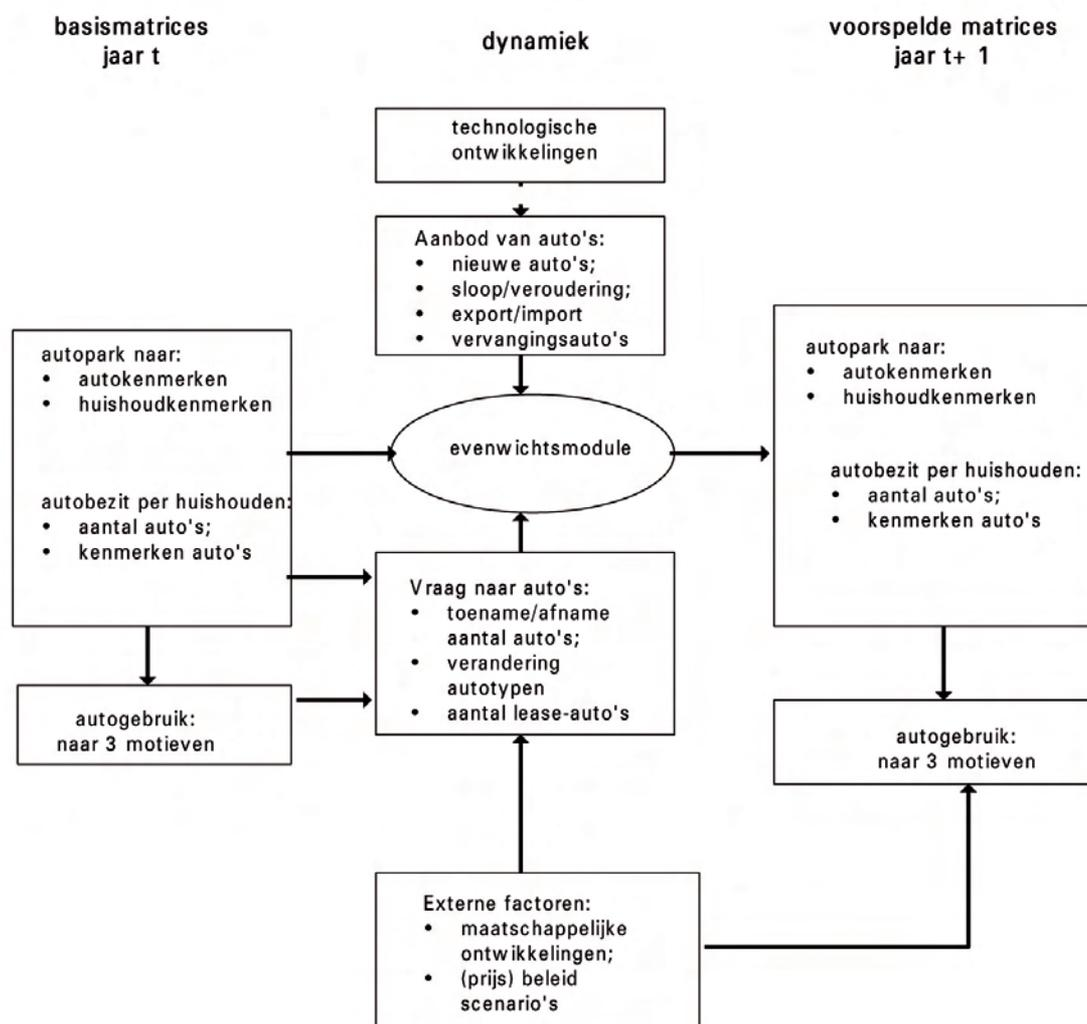 basismatrices
jaar t
dynamiek
voorspelde matrices
jaar t+ 1
technologische
ontwikkelingen
Aanbod van auto's:
• nieuwe auto's;
• sloop/veroudering;
• export/import
• vervangingsauto's
autopark naar:
• autokenmerken
• huishoudkenmerken
autobezit per huishouden:
• aantal auto's;
• kenmerken auto's
evenwichtsmodule
autopark naar:
• autokenmerken
• huishoudkenmerken
autobezit per huishouden:
• aantal auto's;
• kenmerken auto's
Vraag naar auto's:
• toename/afname
aantal auto's;
• verandering
autotypen
• aantal lease-auto's
autogebruik:
naar 3 motieven
autogebruik:
naar 3 motieven
Externe factoren:
• maatschappelijke
ontwikkelingen;
• (prijs) beleid
scenario's